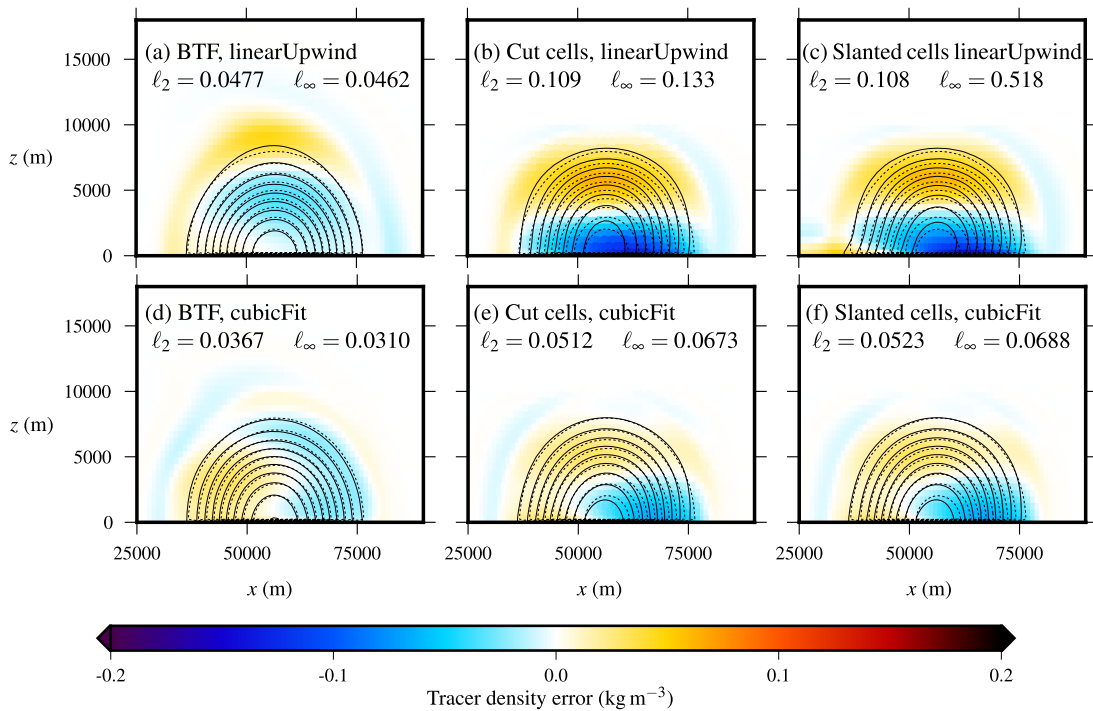 (a) BTF, linearUpwind
ℓ₂ = 0.0477 ℓ∞ = 0.0462
(b) Cut cells, linearUpwind
ℓ₂ = 0.109 ℓ∞ = 0.133
(c) Slanted cells linearUpwind
ℓ₂ = 0.108 ℓ∞ = 0.518
15000
10000
z (m)
5000
0
(d) BTF, cubicFit
ℓ₂ = 0.0367 ℓ∞ = 0.0310
(e) Cut cells, cubicFit
ℓ₂ = 0.0512 ℓ∞ = 0.0673
(f) Slanted cells, cubicFit
ℓ₂ = 0.0523 ℓ∞ = 0.0688
15000
10000
z (m)
5000
0
25000 50000 75000 25000 50000 75000 25000 50000 75000
x (m) x (m) x (m)
-0.2 -0.1 0.0 0.1 0.2
Tracer density error (kg m⁻³)